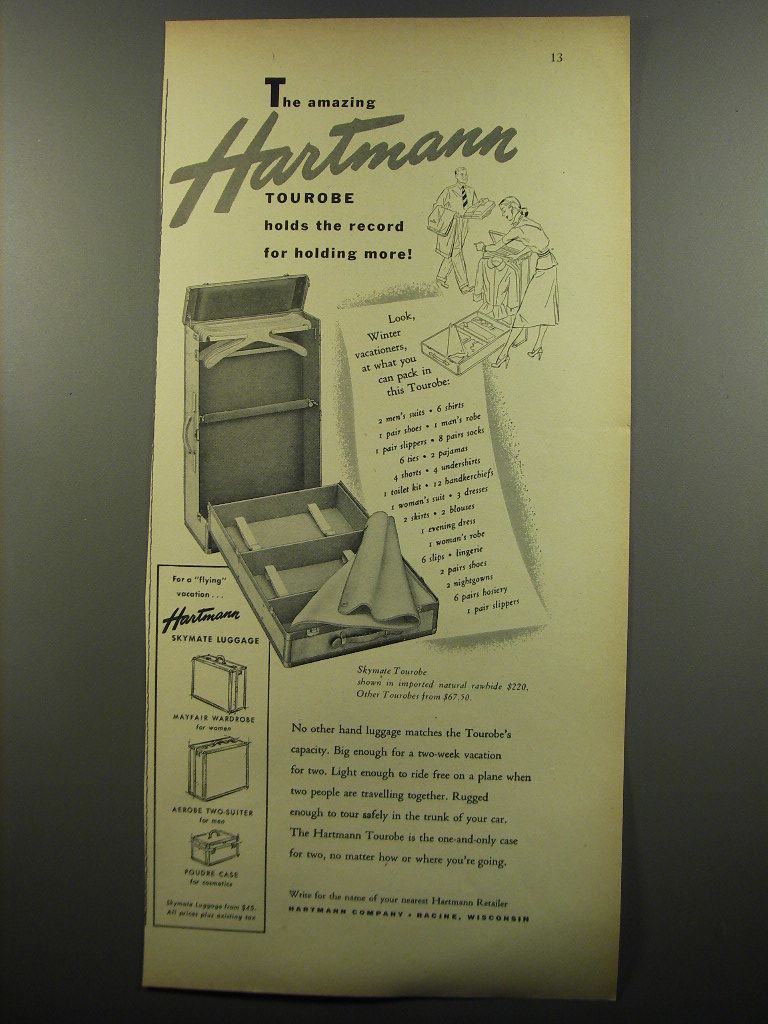 13
The amazing
Hartmann
TOUROBE
holds the record
for holding more!
Look,
Winter
vacationers,
at what you
can pack in
this Tourobe:
2 men's suits • 6 shirts
1 pair shoes • 1 man's robe
1 pair slippers • 8 pairs socks
6 ties • 2 pajamas
4 shorts • 4 undershirts
1 toilet kit • 12 handkerchiefs
1 woman's suit • 3 dresses
2 skirts • 2 blouses
1 evening dress
1 woman's robe
6 slips • lingerie
2 pairs shoes
2 nightgowns
6 pairs hosiery
1 pair slippers
Skymate Tourobe
shown in imported natural rawhide $220.
Other Tourobes from $67.50.
For a "flying"
vacation...
Hartmann
SKYMATE LUGGAGE
MAYFAIR WARDROBE
for women
AEROBE TWO-SUITER
for men
POUDRE CASE
for cosmetics
Skymate Luggage from $45.
All prices plus existing tax
No other hand luggage matches the Tourobe's
capacity. Big enough for a two-week vacation
for two. Light enough to ride free on a plane when
two people are travelling together. Rugged
enough to tour safely in the trunk of your car.
The Hartmann Tourobe is the one-and-only case
for two, no matter how or where you're going.
Write for the name of your nearest Hartmann Retailer
HARTMANN COMPANY • RACINE, WISCONSIN